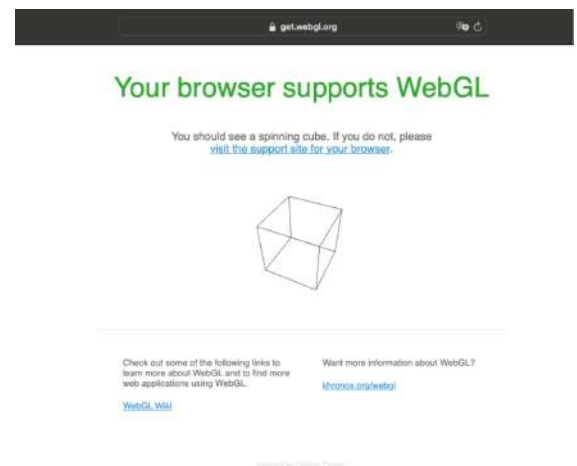 get.webgl.org
Your browser supports WebGL
You should see a spinning cube. If you do not, please
visit the support site for your browser.
Check out some of the following links to
learn more about WebGL and to find more
web applications using WebGL.
WebGL Wiki
Want more information about WebGL?
khronos.org/webgl